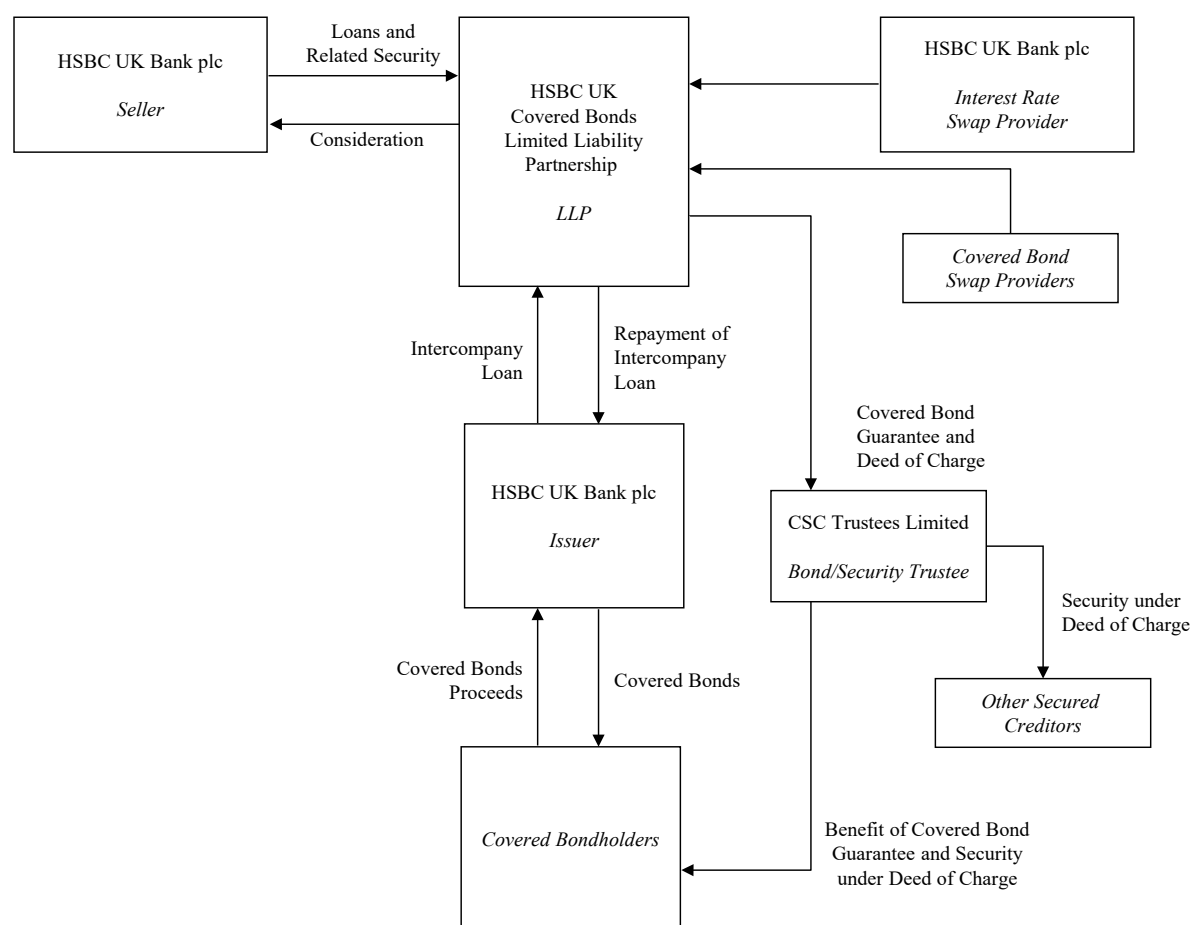 HSBC UK Bank plc
Seller
Loans and
Related Security
Consideration
HSBC UK
Covered Bonds
Limited Liability
Partnership
LLP
HSBC UK Bank plc
Interest Rate
Swap Provider
Covered Bond
Swap Providers
Intercompany
Loan
Repayment of
Intercompany
Loan
Covered Bond
Guarantee and
Deed of Charge
HSBC UK Bank plc
Issuer
CSC Trustees Limited
Bond/Security Trustee
Security under
Deed of Charge
Covered Bonds
Proceeds
Covered Bonds
Other Secured
Creditors
Covered Bondholders
Benefit of Covered Bond
Guarantee and Security
under Deed of Charge